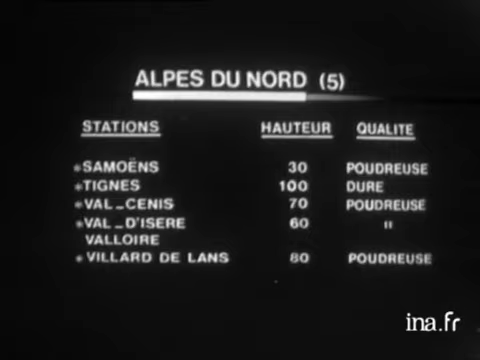 ALPES DU NORD (5)
STATIONS HAUTEUR QUALITE
*SAMOËNS 30 POUDREUSE
*TIGNES 100 DURE
*VAL_CENIS 70 POUDREUSE
*VAL_D'ISERE 60 "
VALLOIRE
*VILLARD DE LANS 80 POUDREUSE
ina.fr